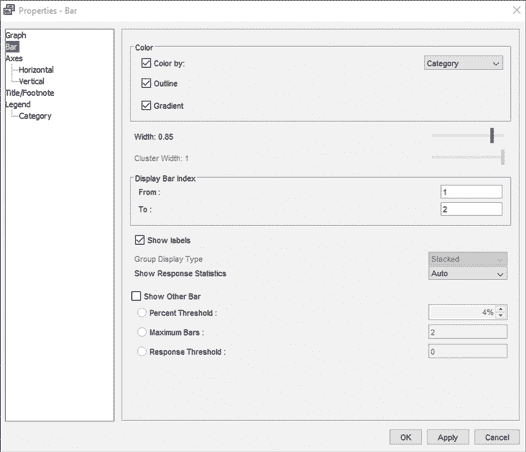 Properties - Bar
Graph
Bar
Axes
Horizontal
Vertical
Title/Footnote
Legend
Category
Color
Color by: Category
Outline
Gradient
Width: 0.85
Cluster Width: 1
Display Bar index
From : 1
To : 2
Show labels
Group Display Type Stacked
Show Response Statistics Auto
Show Other Bar
Percent Threshold : 4%
Maximum Bars : 2
Response Threshold : 0
OK Apply Cancel